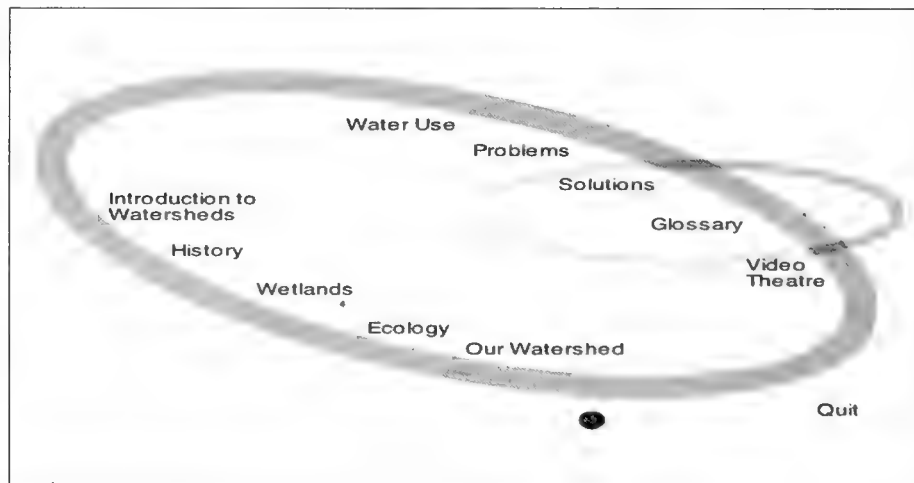 Water Use
Problems
Solutions
Introduction to
Watersheds
Glossary
History
Video
Theatre
Wetlands
Ecology
Our Watershed
Quit